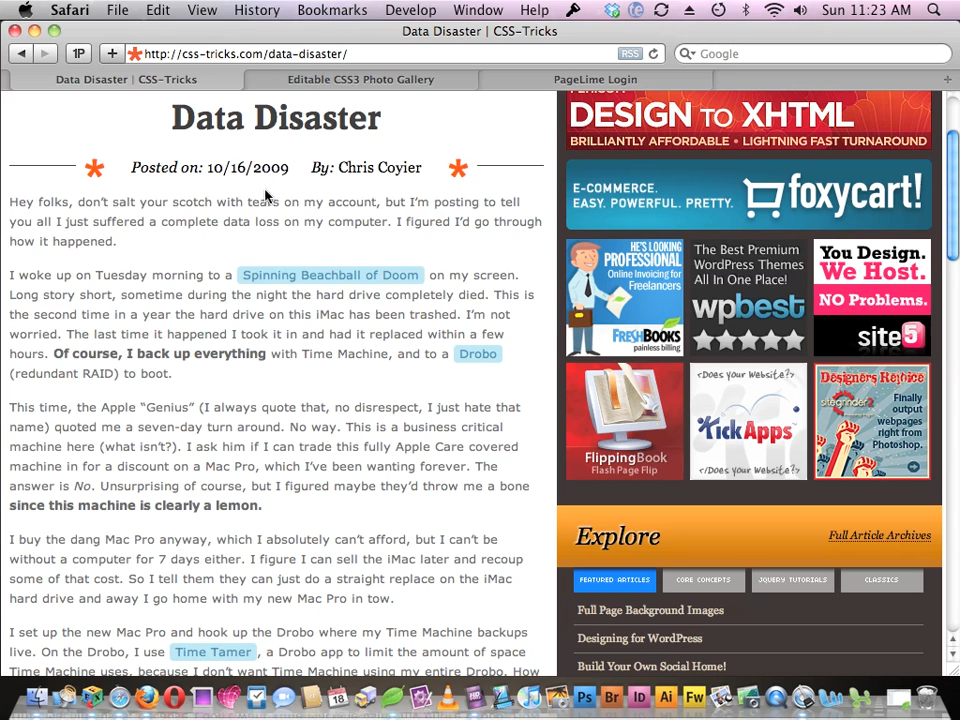 Safari File Edit View History Bookmarks Develop Window Help Sun 11:23 AM
Data Disaster | CSS-Tricks
1P + http://css-tricks.com/data-disaster/ RSS Google
Data Disaster | CSS-Tricks Editable CSS3 Photo Gallery PageLime Login
Data Disaster
Posted on: 10/16/2009 By: Chris Coyier
Hey folks, don't salt your scotch with tears on my account, but I'm posting to tell
you all I just suffered a complete data loss on my computer. I figured I'd go through
how it happened.
I woke up on Tuesday morning to a Spinning Beachball of Doom on my screen.
Long story short, sometime during the night the hard drive completely died. This is
the second time in a year the hard drive on this iMac has been trashed. I'm not
worried. The last time it happened I took it in and had it replaced within a few
hours. Of course, I back up everything with Time Machine, and to a Drobo
(redundant RAID) to boot.
This time, the Apple “Genius” (I always quote that, no disrespect, I just hate that
name) quoted me a seven-day turn around. No way. This is a business critical
machine here (what isn't?). I ask him if I can trade this fully Apple Care covered
machine in for a discount on a Mac Pro, which I've been wanting forever. The
answer is No. Unsurprising of course, but I figured maybe they'd throw me a bone
since this machine is clearly a lemon.
I buy the dang Mac Pro anyway, which I absolutely can't afford, but I can't be
without a computer for 7 days either. I figure I can sell the iMac later and recoup
some of that cost. So I tell them they can just do a straight replace on the iMac
hard drive and away I go home with my new Mac Pro in tow.
I set up the new Mac Pro and hook up the Drobo where my Time Machine backups
live. On the Drobo, I use Time Tamer, a Drobo app to limit the amount of space
Time Machine uses, because I don't want Time Machine using my entire Drobo. How
DESIGN TO XHTML
BRILLIANTLY AFFORDABLE • LIGHTNING FAST TURNAROUND
E-COMMERCE.
EASY. POWERFUL. PRETTY.
foxycart!
HE'S LOOKING
PROFESSIONAL
Online Invoicing for
Freelancers
FRESHBOOKS
painless billing
The Best Premium
WordPress Themes
All In One Place!
wpbest
You Design.
We Host.
NO Problems.
site5
FlippingBook
Flash Page Flip
<Does your Website?>
KickApps
<Does your Website?>
Designers Rejoice
sitegrinder2
Finally
output
webpages
right from
Photoshop.
Explore Full Article Archives
FEATURED ARTICLES CORE CONCEPTS JQUERY TUTORIALS CLASSICS
Full Page Background Images
Designing for WordPress
Build Your Own Social Home!
18 Ps Br ID Ai Fw